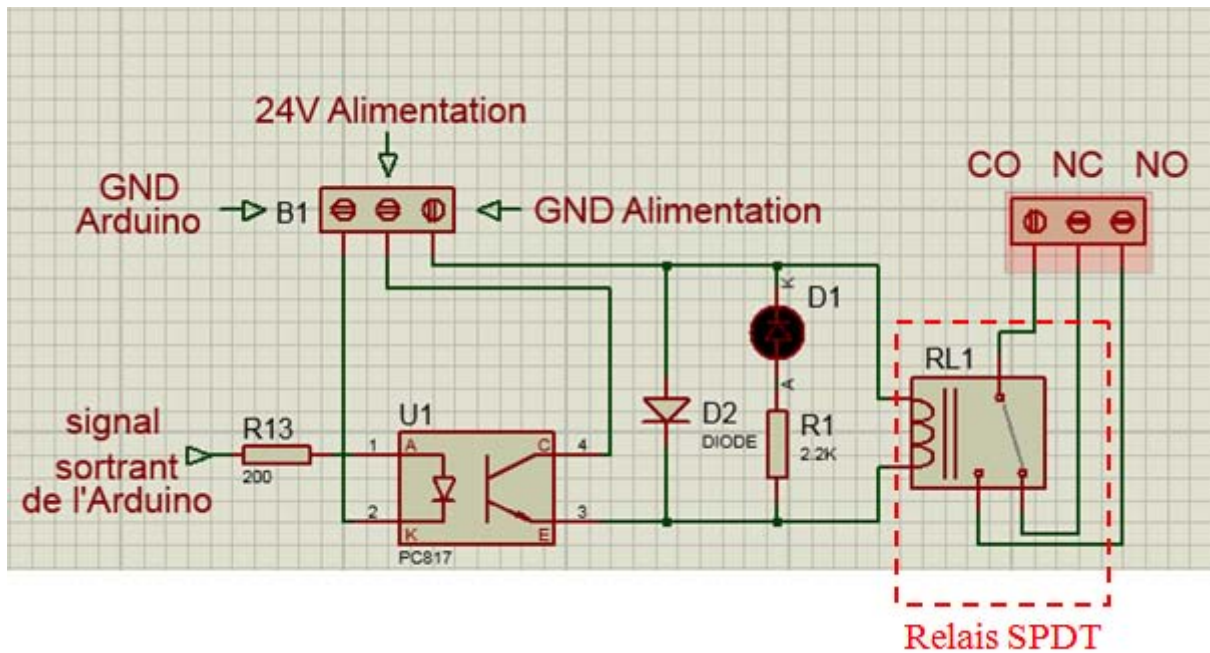 24V Alimentation
CO NC NO
GND
Arduino
B1
GND Alimentation
K
D1
RL1
A
signal
sortrant
de l'Arduino
R13
200
U1
1
A
C
4
2
K
E
3
PC817
D2
DIODE
R1
2.2K
Relais SPDT